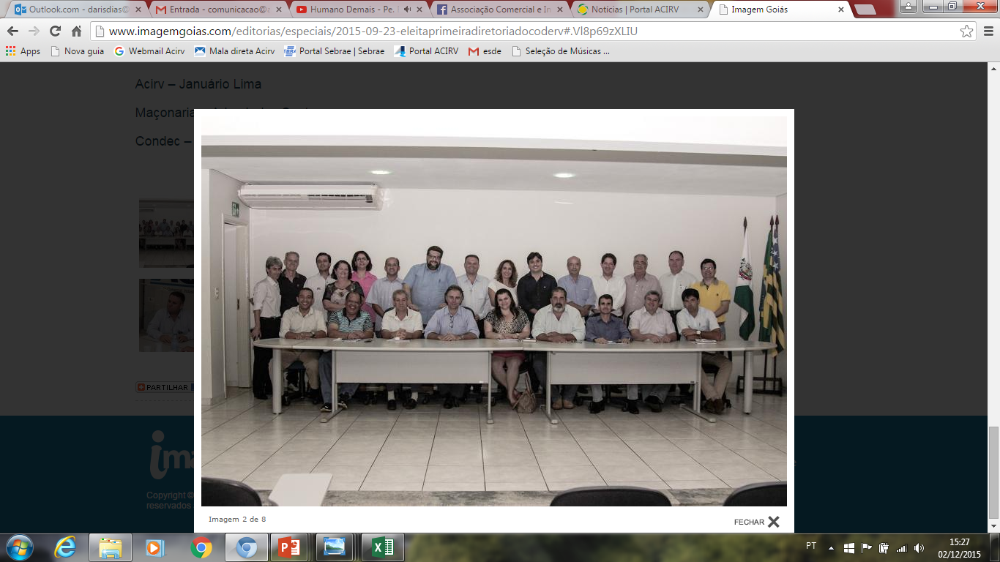 Outlook.com - darisdias@
Entrada - comunicacao@a
Humano Demais - Pe.
Associação Comercial e In
Notícias | Portal ACIRV
Imagem Goiás
www.imagemgoias.com/editorias/especiais/2015-09-23-eleitaprimeiradiretoriadocoderv#.Vl8p69zXLIU
Apps
Nova guia
Webmail Acirv
Mala direta Acirv
Portal Sebrae | Sebrae
Portal ACIRV
esde
Seleção de Músicas ...
Acirv – Januário Lima
Maçonaria
Condec –
PARTILHAR
ima
Copyright ©
reservados
Imagem 2 de 8
FECHAR
PT
15:27
02/12/2015